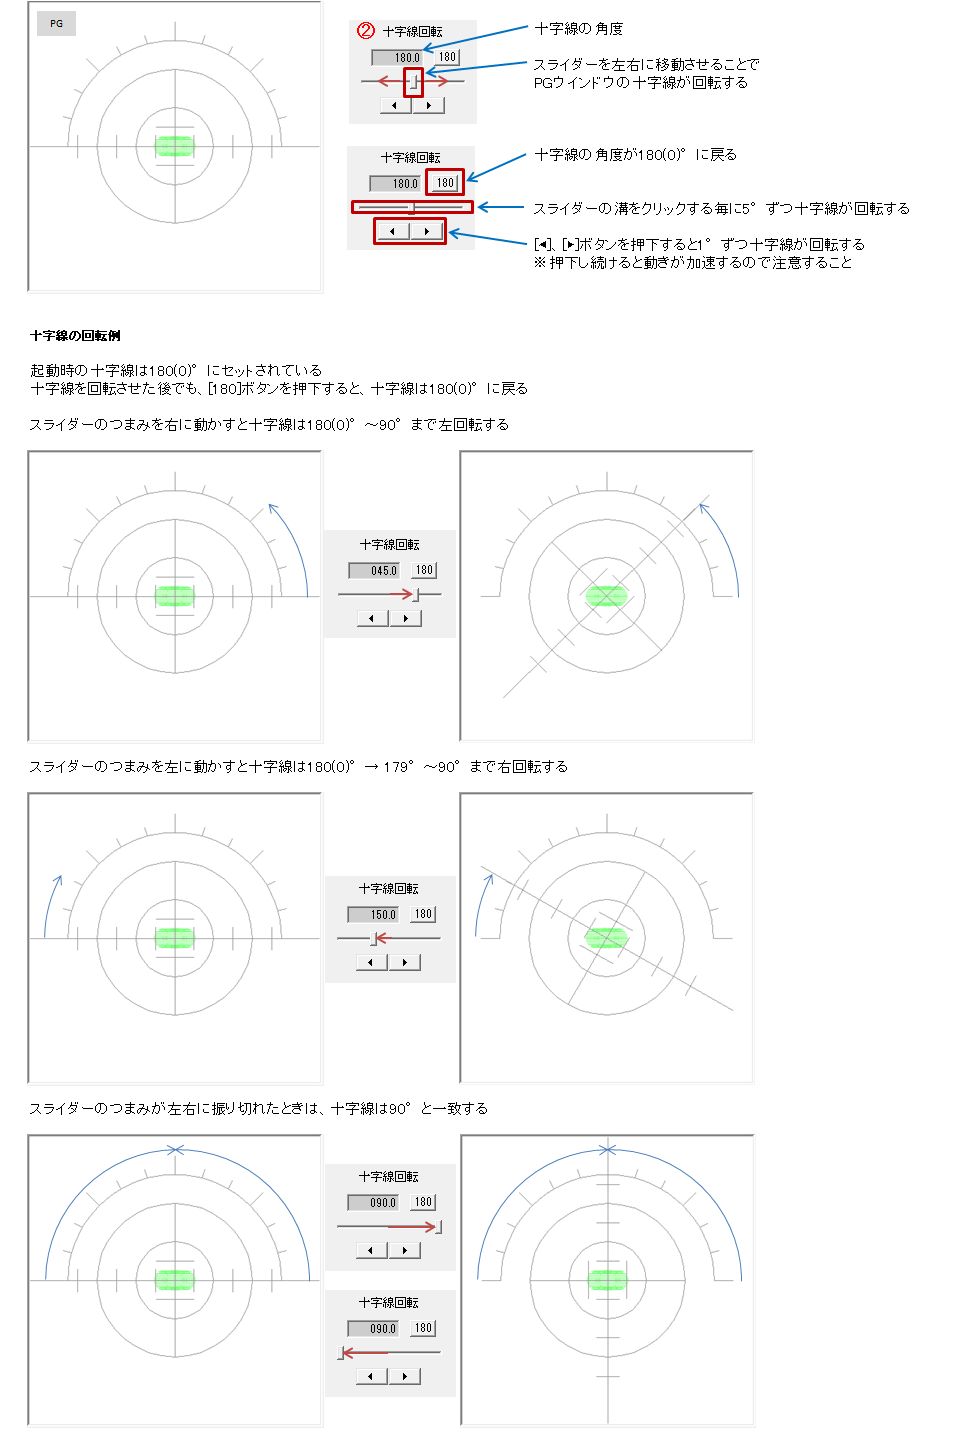 PG
② 十字線回転
180.0 180
十字線の角度
スライダーを左右に移動させることで
PGウインドウの十字線が回転する
十字線回転
180.0 180
十字線の角度が180(0)°に戻る
スライダーの溝をクリックする毎に5°ずつ十字線が回転する
[◀]、[▶]ボタンを押下すると1°ずつ十字線が回転する
※押下し続けると動きが加速するので注意すること
十字線の回転例
起動時の十字線は180(0)°にセットされている
十字線を回転させた後でも、[180]ボタンを押下すると、十字線は180(0)°に戻る
スライダーのつまみを右に動かすと十字線は180(0)°～90°まで左回転する
十字線回転
045.0 180
スライダーのつまみを左に動かすと十字線は180(0)°→179°～90°まで右回転する
十字線回転
150.0 180
スライダーのつまみが左右に振り切れたときは、十字線は90°と一致する
十字線回転
090.0 180
十字線回転
090.0 180